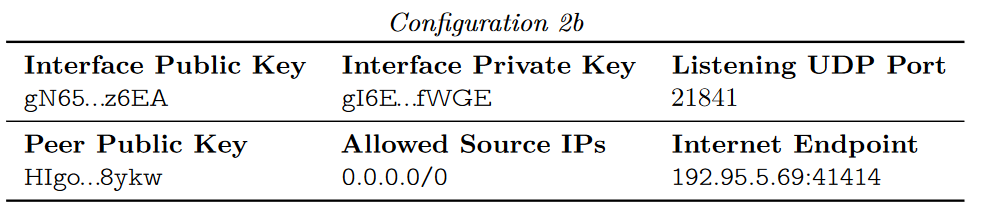 Configuration 2b
Interface Public Key Interface Private Key Listening UDP Port
gN65...z6EA gI6E...fWGE 21841
Peer Public Key Allowed Source IPs Internet Endpoint
HIgo...8ykw 0.0.0.0/0 192.95.5.69:41414